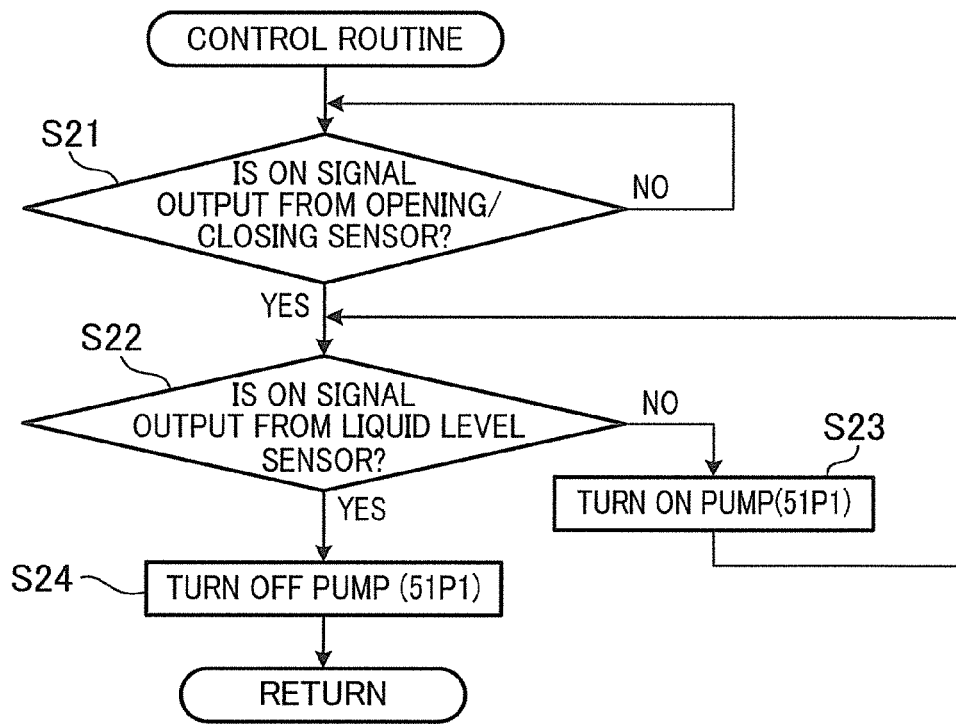 CONTROL ROUTINE
S21
IS ON SIGNAL
OUTPUT FROM OPENING/
CLOSING SENSOR?
NO
YES
S22
IS ON SIGNAL
OUTPUT FROM LIQUID LEVEL
SENSOR?
NO
S23
TURN ON PUMP(51P1)
YES
S24
TURN OFF PUMP (51P1)
RETURN